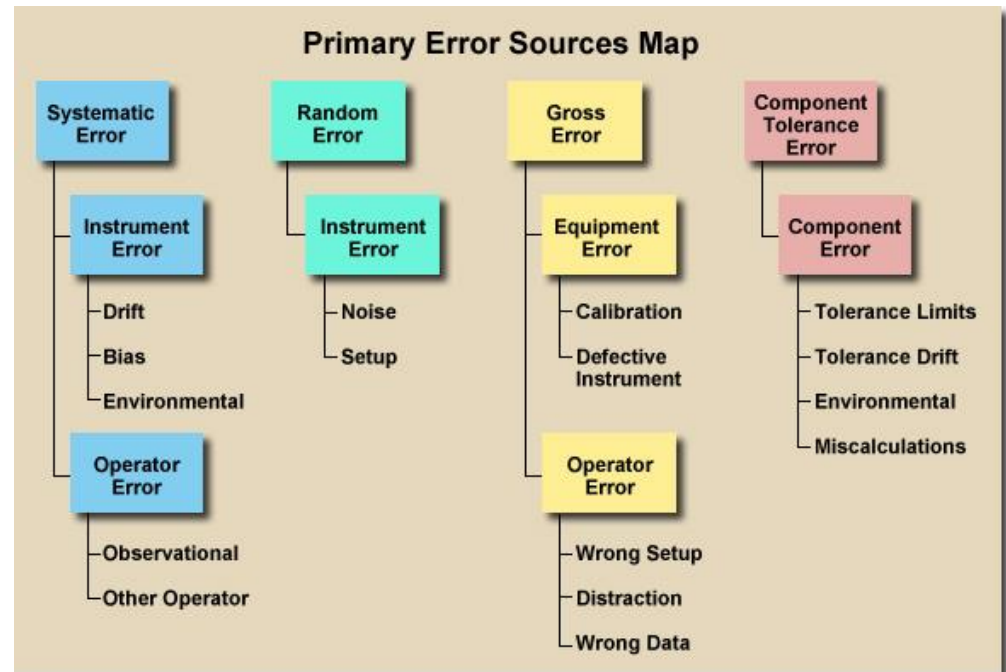 Primary Error Sources Map
Systematic
Error
Instrument
Error
Drift
Bias
Environmental
Operator
Error
Observational
Other Operator
Random
Error
Instrument
Error
Noise
Setup
Gross
Error
Equipment
Error
Calibration
Defective
Instrument
Operator
Error
Wrong Setup
Distraction
Wrong Data
Component
Tolerance
Error
Component
Error
Tolerance Limits
Tolerance Drift
Environmental
Miscalculations